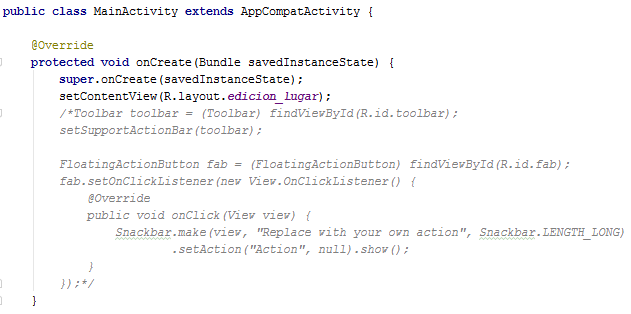 public class MainActivity extends AppCompatActivity {
@Override
protected void onCreate(Bundle savedInstanceState) {
super.onCreate(savedInstanceState);
setContentView(R.layout.edicion_lugar);
/*Toolbar toolbar = (Toolbar) findViewById(R.id.toolbar);
setSupportActionBar(toolbar);
FloatingActionButton fab = (FloatingActionButton) findViewById(R.id.fab);
fab.setOnClickListener(new View.OnClickListener() {
@Override
public void onClick(View view) {
Snackbar.make(view, "Replace with your own action", Snackbar.LENGTH_LONG)
.setAction("Action", null).show();
}
});*/
}